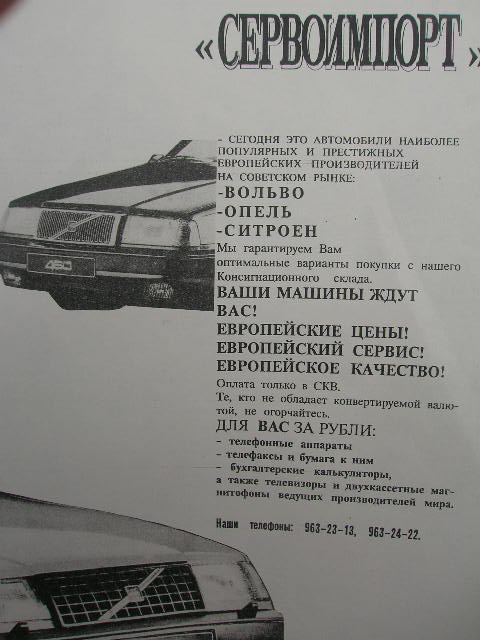 «СЕРВОИМПОРТ»
- СЕГОДНЯ ЭТО АВТОМОБИЛИ НАИБОЛЕЕ
ПОПУЛЯРНЫХ И ПРЕСТИЖНЫХ
ЕВРОПЕЙСКИХ ПРОИЗВОДИТЕЛЕЙ
НА СОВЕТСКОМ РЫНКЕ:
-ВОЛЬВО
-ОПЕЛЬ
-СИТРОЕН
Мы гарантируем Вам
оптимальные варианты покупки с нашего
Консигнационного склада.
ВАШИ МАШИНЫ ЖДУТ
ВАС!
ЕВРОПЕЙСКИЕ ЦЕНЫ!
ЕВРОПЕЙСКИЙ СЕРВИС!
ЕВРОПЕЙСКОЕ КАЧЕСТВО!
Оплата только в СКВ.
Те, кто не обладает конвертируемой валю-
той, не огорчайтесь.
ДЛЯ ВАС ЗА РУБЛИ:
- телефонные аппараты
- телефаксы и бумага к ним
- бухгалтерские калькуляторы,
а также телевизоры и двухкассетные маг-
нитофоны ведущих производителей мира.
Наши телефоны: 963-23-13, 963-24-22.
460